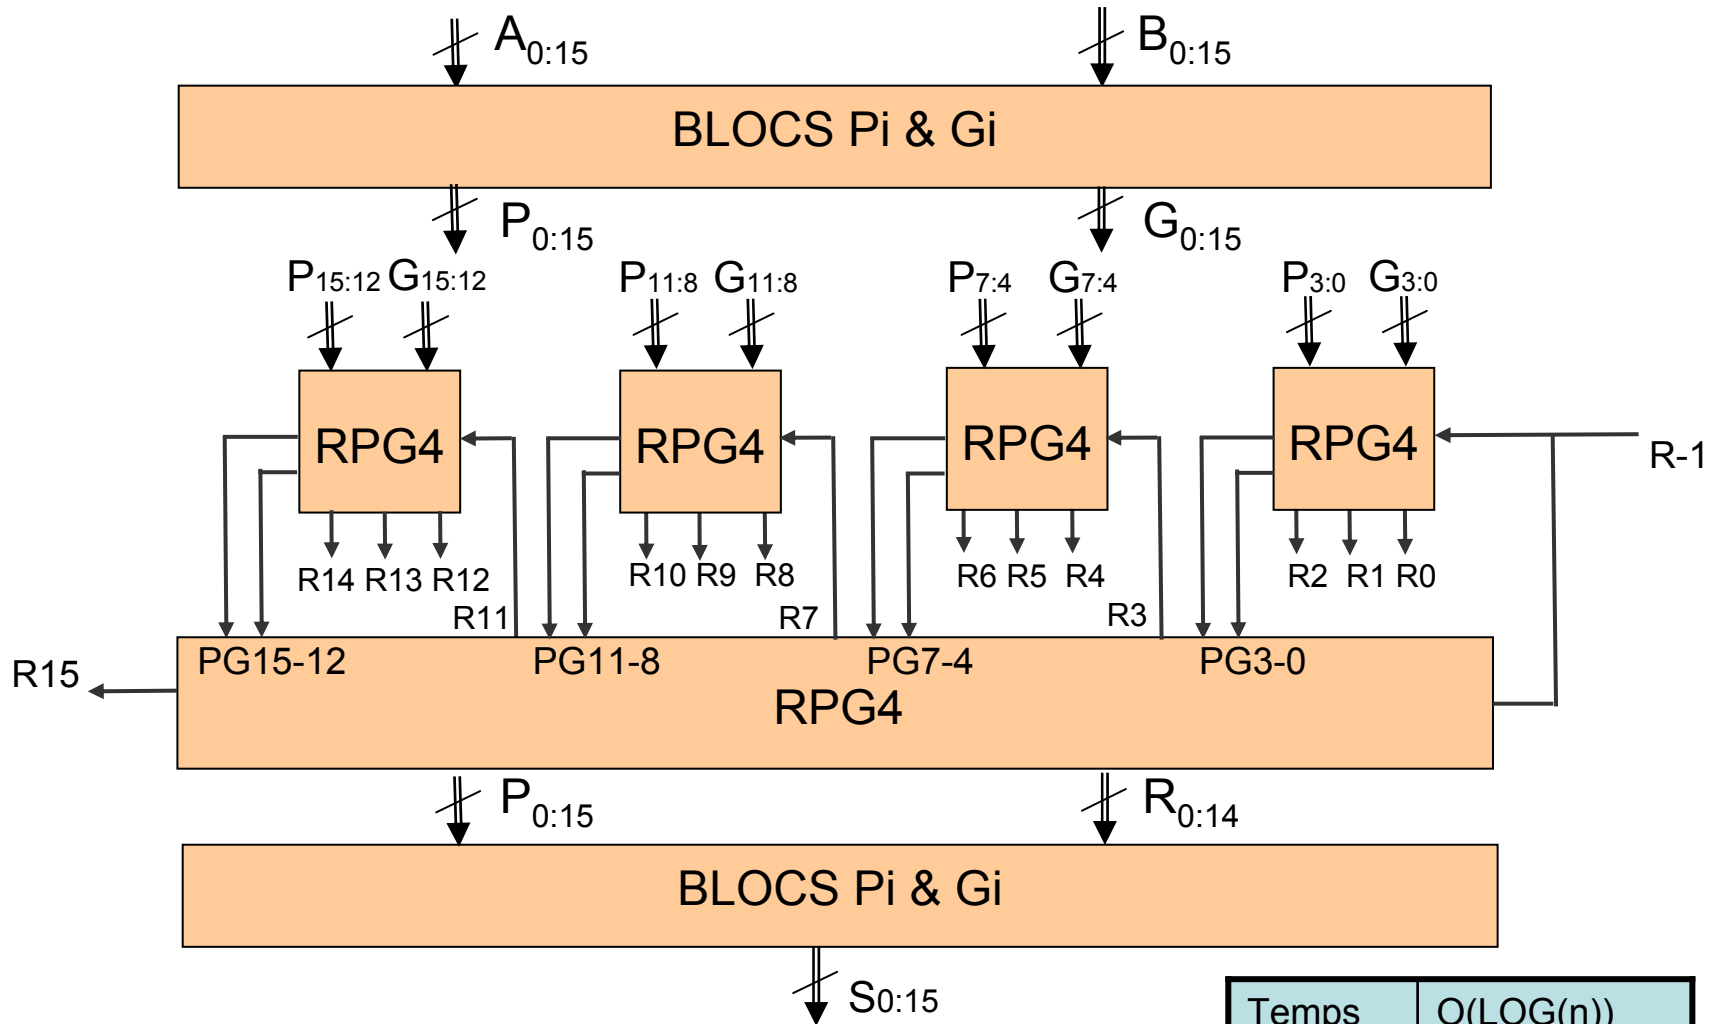 A0:15 B0:15
BLOCS Pi & Gi
P0:15 G0:15
P15:12 G15:12 P11:8 G11:8 P7:4 G7:4 P3:0 G3:0
RPG4 RPG4 RPG4 RPG4
R-1
R14 R13 R12 R10 R9 R8 R6 R5 R4 R2 R1 R0
R11 R7 R3
PG15-12 PG11-8 PG7-4 PG3-0
R15
RPG4
P0:15 R0:14
BLOCS Pi & Gi
S0:15
Temps O(LOG(n))